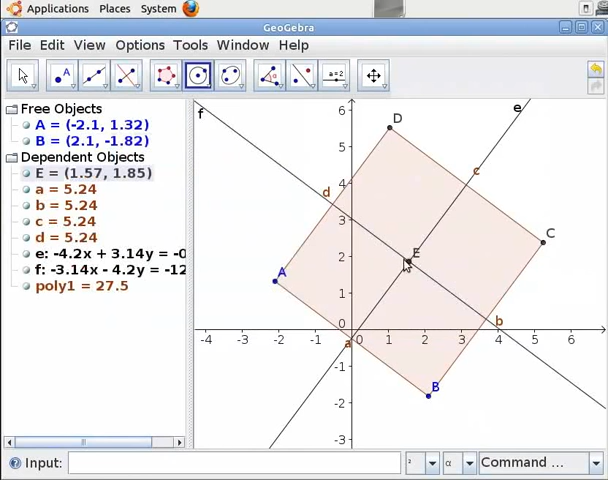 Applications Places System
GeoGebra
File Edit View Options Tools Window Help
A a=2
Free Objects
A = (-2.1, 1.32)
B = (2.1, -1.82)
Dependent Objects
E = (1.57, 1.85)
a = 5.24
b = 5.24
c = 5.24
d = 5.24
e: -4.2x + 3.14y = -0
f: -3.14x - 4.2y = -12
poly1 = 27.5
f 6 e
D
5
c
4
d
3
C
2 E
A
1
b
0
-4 -3 -2 -1 0 1 2 3 4 5 6
a
B
-2
-3
Input: ² α Command ...